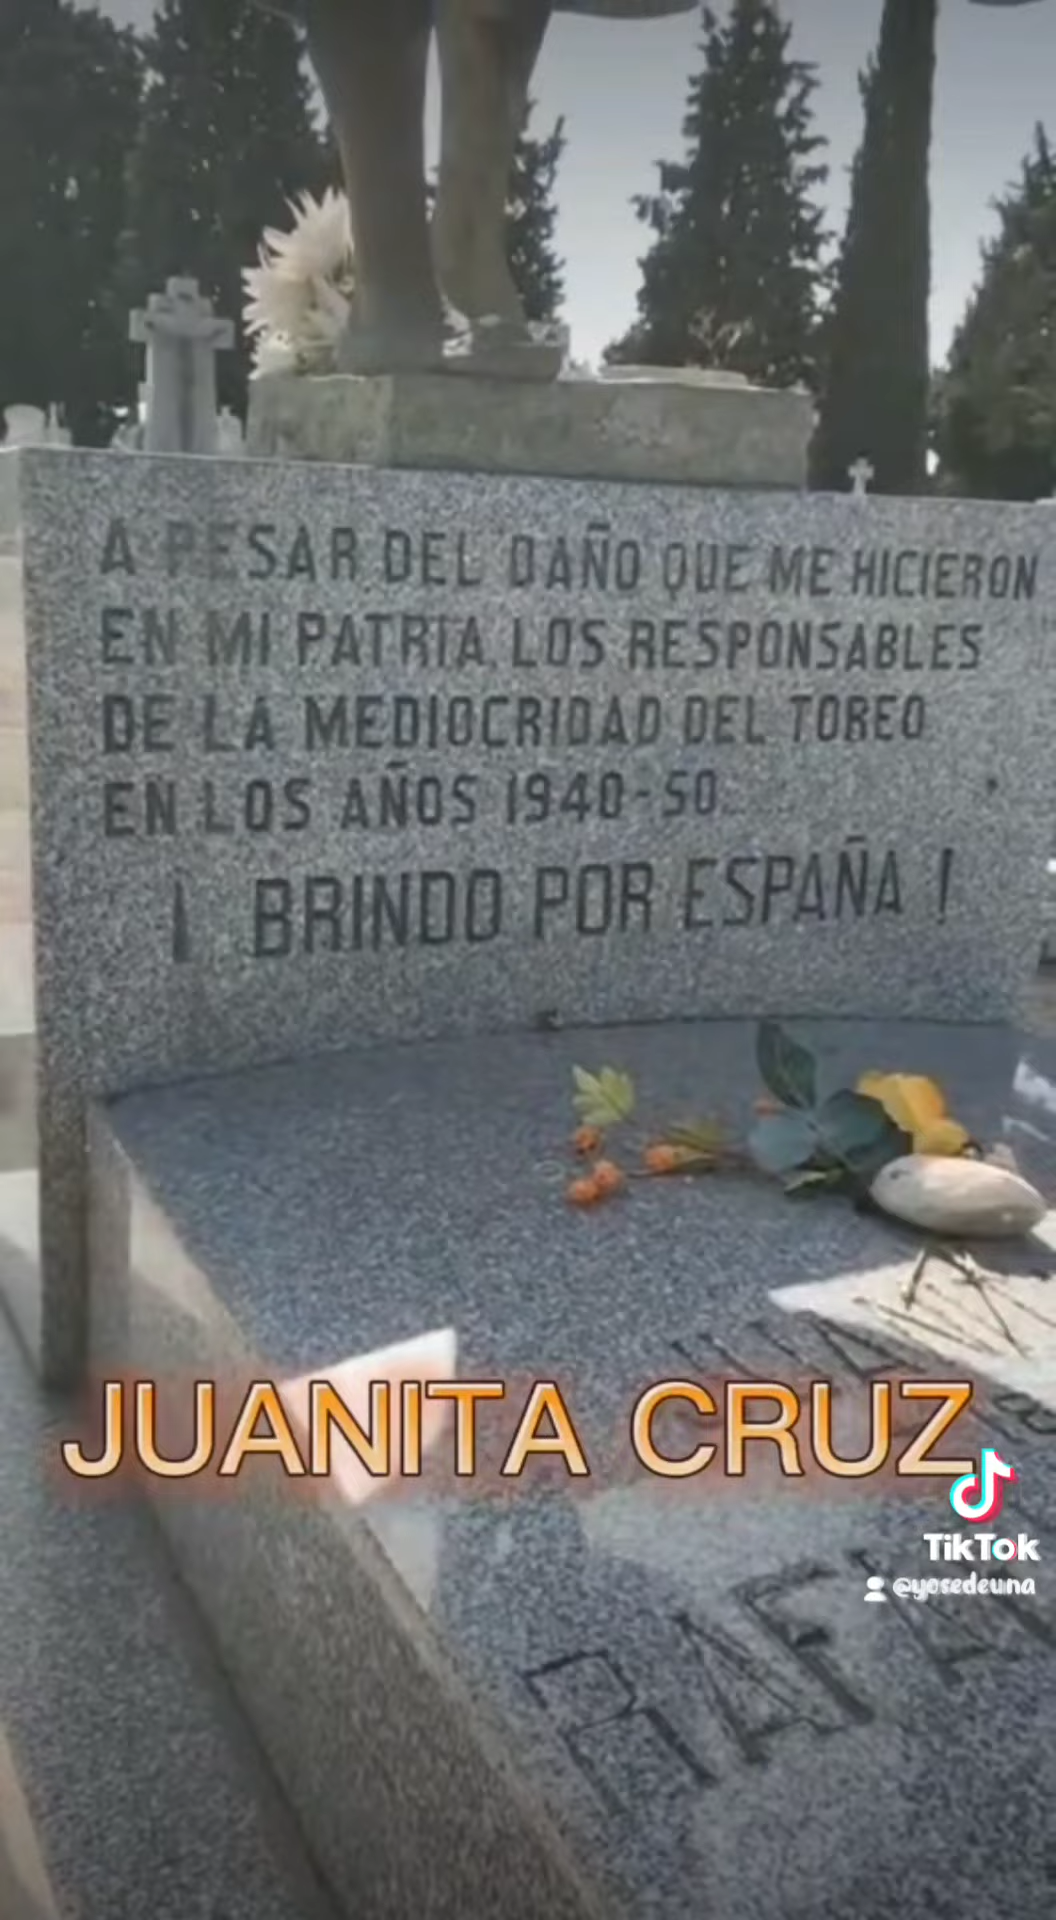 A PESAR DEL DAÑO QUE ME HICIERON
EN MI PATRIA LOS RESPONSABLES
DE LA MEDIOCRIDAD DEL TOREO
EN LOS AÑOS 1940-50
¡ BRINDO POR ESPAÑA !
JUANITA CRUZ
TikTok
@yosedeuna